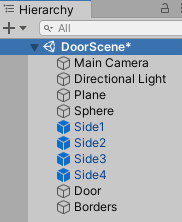 Hierarchy
All
DoorScene*
Main Camera
Directional Light
Plane
Sphere
Side1
Side2
Side3
Side4
Door
Borders